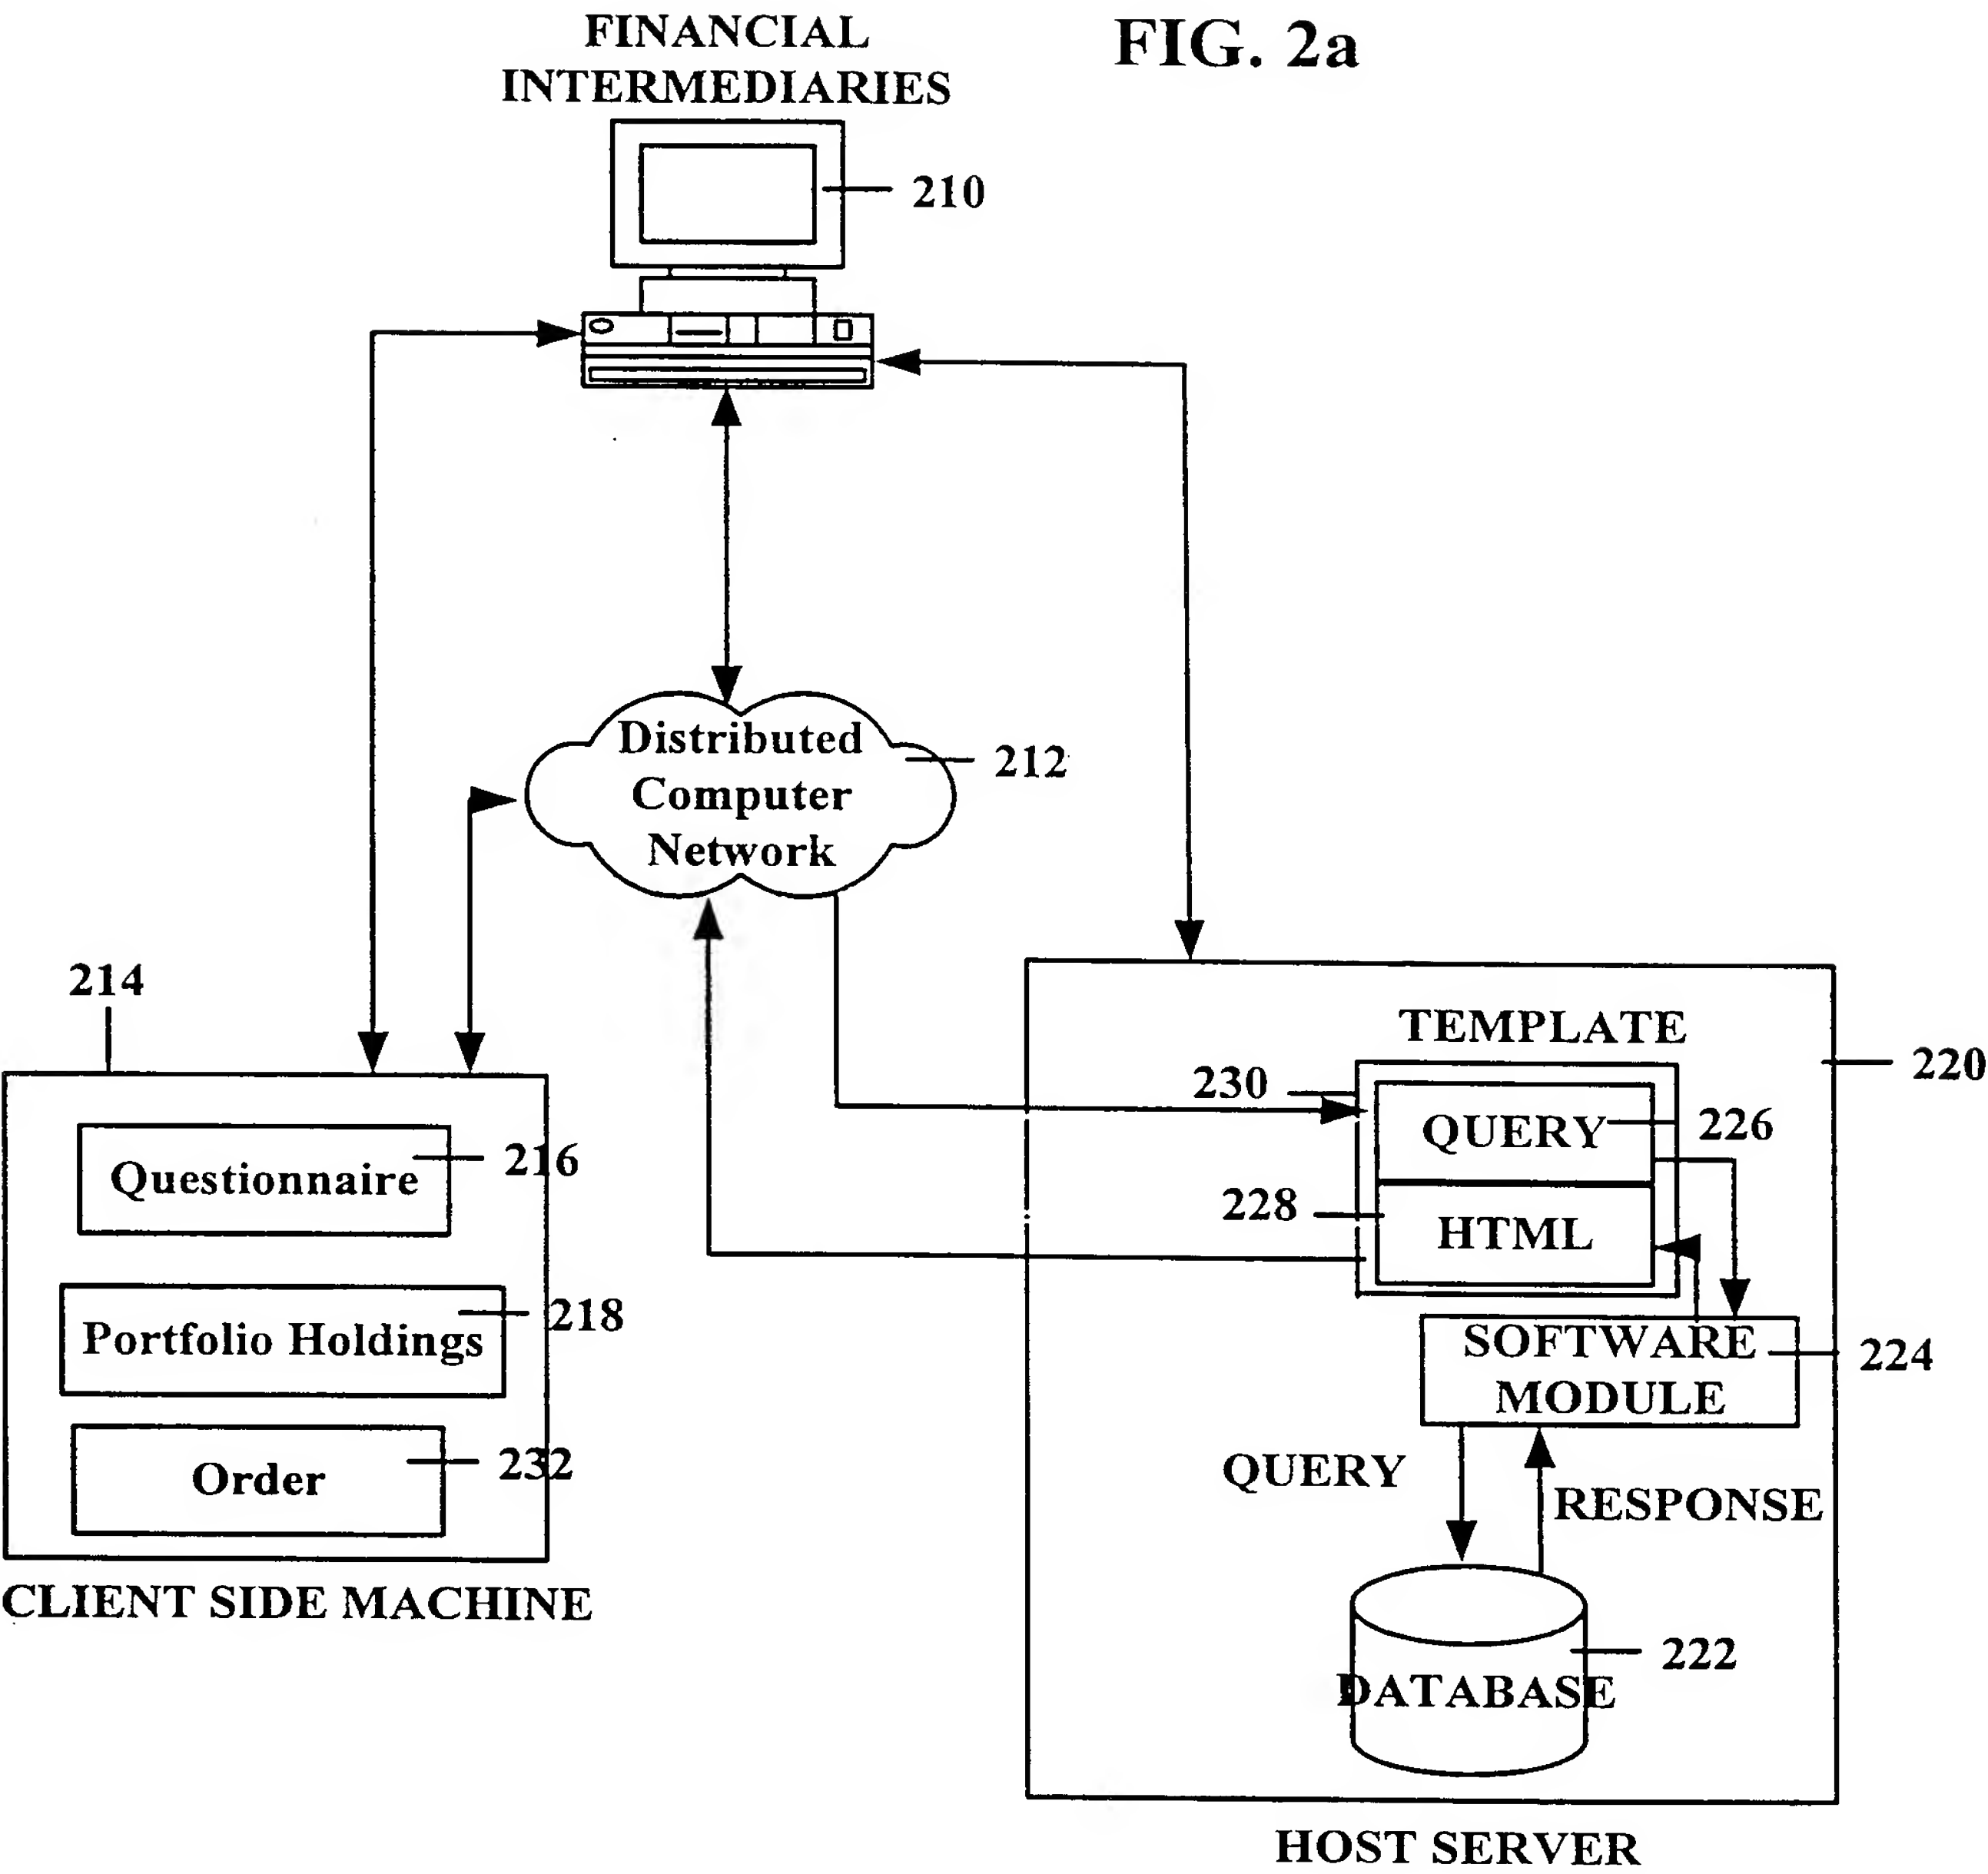 FINANCIAL
INTERMEDIARIES
FIG. 2a
210
Distributed
Computer
Network
212
214
Questionnaire
216
Portfolio Holdings
218
Order
232
CLIENT SIDE MACHINE
TEMPLATE
220
230
QUERY
226
228
HTML
SOFTWARE
MODULE
224
QUERY
RESPONSE
DATABASE
222
HOST SERVER